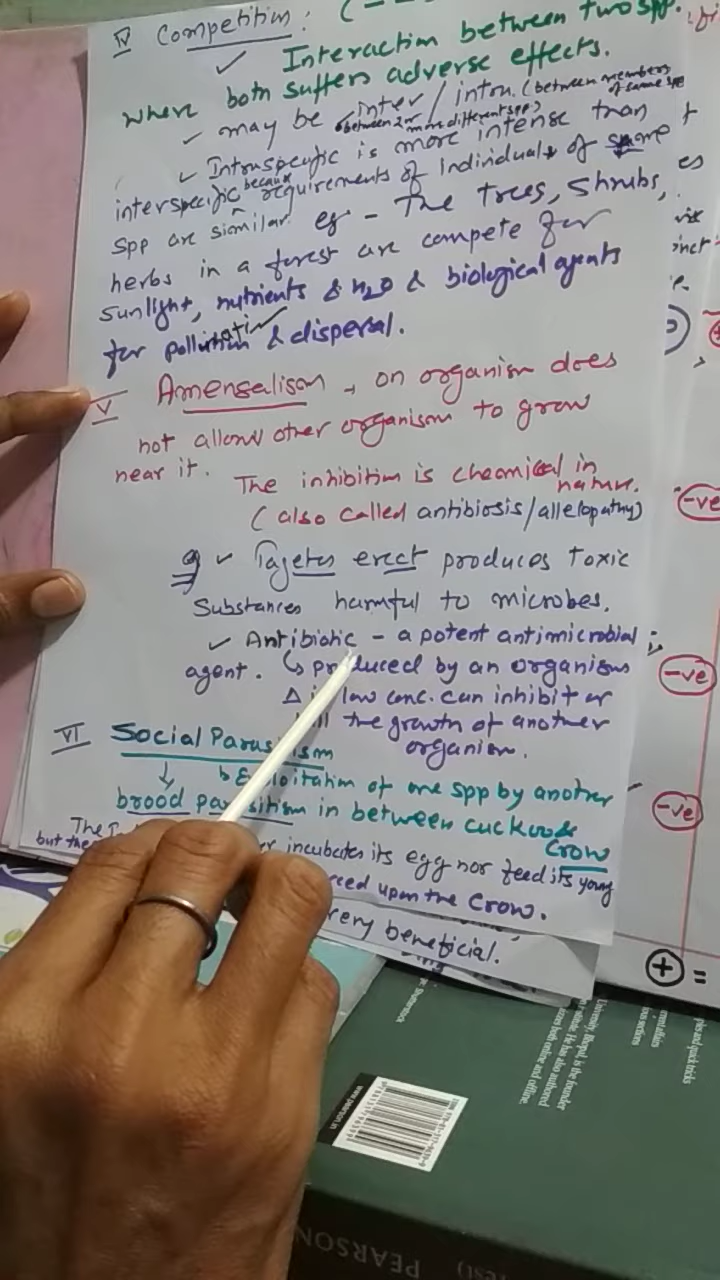 IV Competition :
Interaction between two spp.
where both suffers adverse effects.
✓ may be inter / intra. (between members of same spp
(between 2 or more different spp)
✓ Intraspecific is more intense than
interspecific because requirements of individuals of same
spp are similar. eg - The trees, shrubs,
herbs in a forest are compete for
sunlight, nutrients & H2O & biological agents
for pollination & dispersal.
V Amensalism → on organism does
not allow other organism to grow
near it.
The inhibition is chemical in
nature.
(also called antibiosis/allelopathy)
eg ✓ Tagetes erect produces toxic
substances harmful to microbes.
✓ Antibiotic - a potent antimicrobial
agent. ↳ produced by an organism
low conc. can inhibit or
the growth of another
organism.
VI Social Parasitism
↳ Exploitation of one spp by another
brood parasitism in between cuckoo &
Crow
The
but the incubates its egg nor feed its young
upon the Crow.
very beneficial.
-ve
-ve
-ve
+ =
www.pearson.in
PEARSON